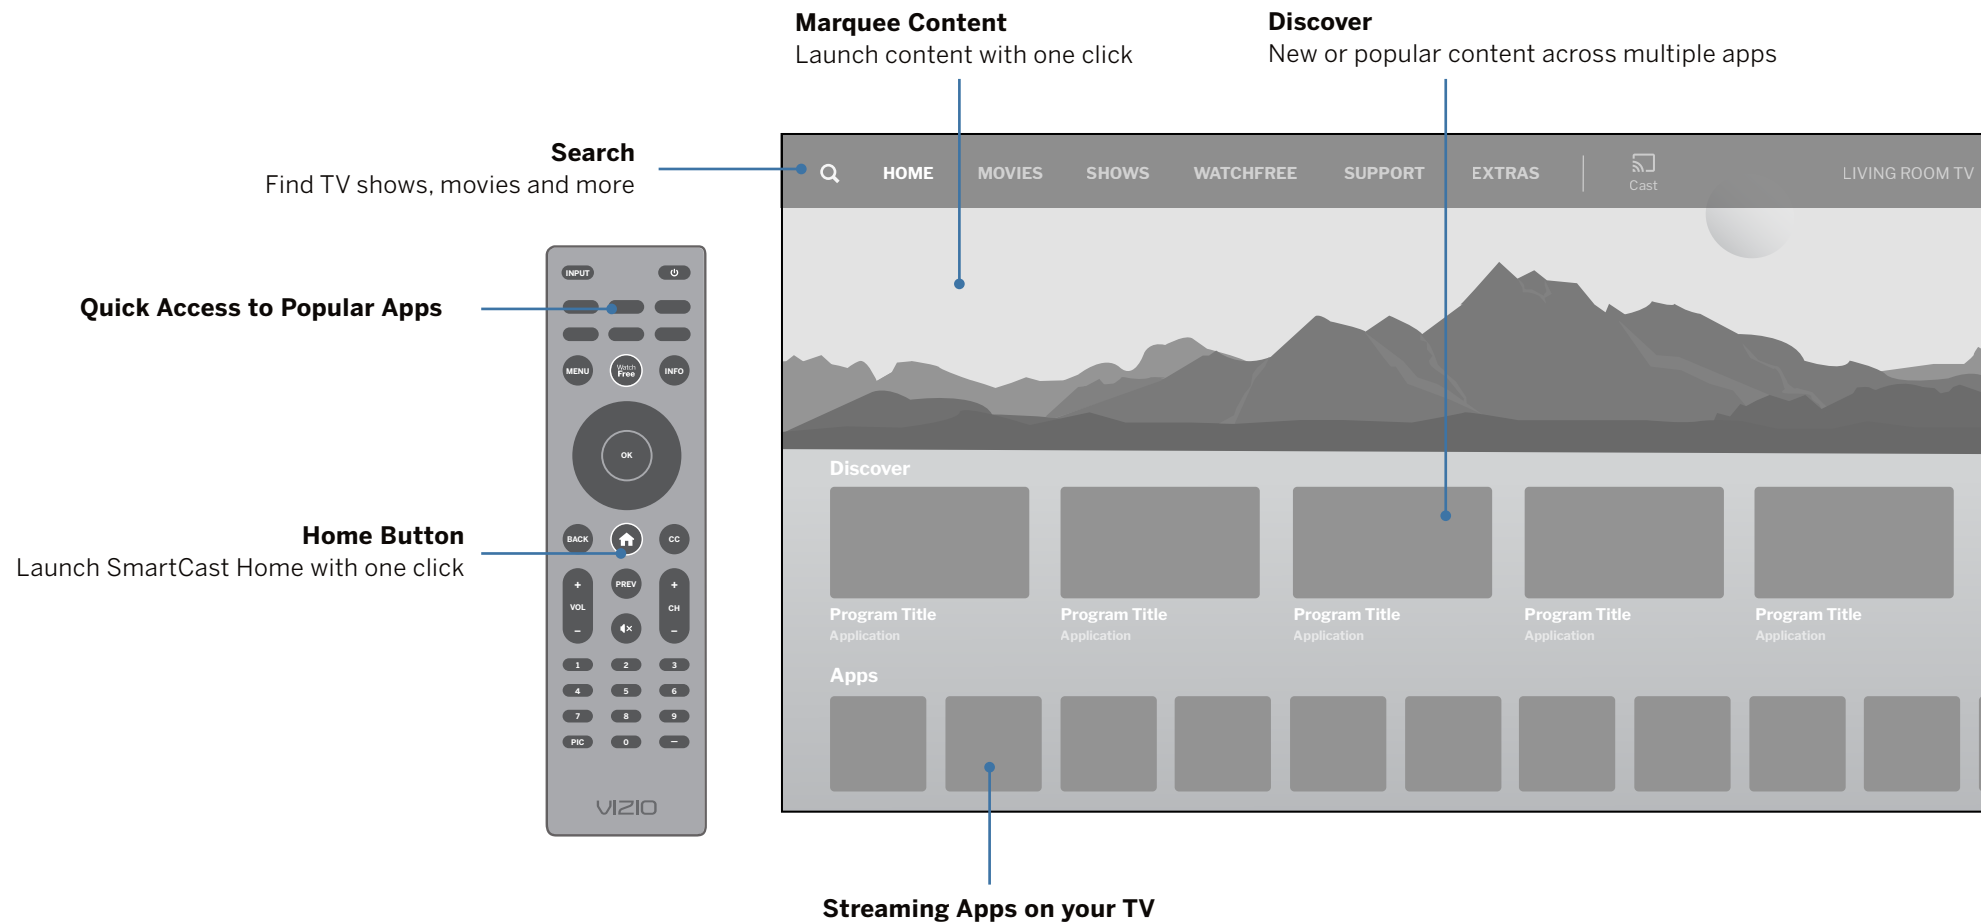 Marquee Content
Launch content with one click
Discover
New or popular content across multiple apps
Search
Find TV shows, movies and more
HOME MOVIES SHOWS WATCHFREE SUPPORT EXTRAS Cast LIVING ROOM TV
Quick Access to Popular Apps
INPUT
MENU Watch Free INFO
OK
Home Button
Launch SmartCast Home with one click
BACK CC
+ PREV +
VOL CH
– –
1 2 3
4 5 6
7 8 9
PIC 0 –
VIZIO
Discover
Program Title Program Title Program Title Program Title Program Title
Application Application Application Application Application
Apps
Streaming Apps on your TV